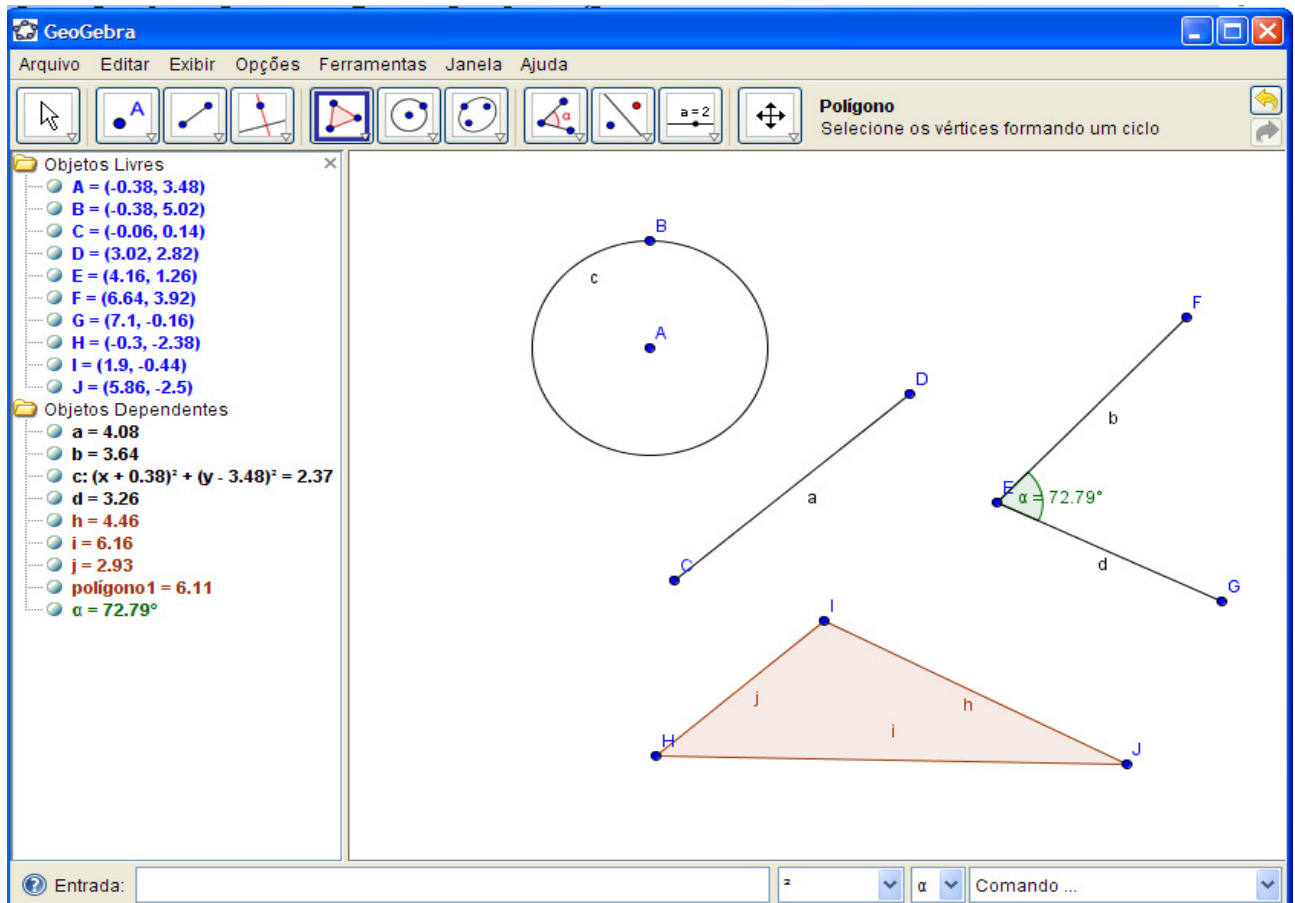 GeoGebra
Arquivo Editar Exibir Opções Ferramentas Janela Ajuda
A
α
a=2
Polígono
Selecione os vértices formando um ciclo
Objetos Livres
A = (-0.38, 3.48)
B = (-0.38, 5.02)
C = (-0.06, 0.14)
D = (3.02, 2.82)
E = (4.16, 1.26)
F = (6.64, 3.92)
G = (7.1, -0.16)
H = (-0.3, -2.38)
I = (1.9, -0.44)
J = (5.86, -2.5)
Objetos Dependentes
a = 4.08
b = 3.64
c: (x + 0.38)² + (y - 3.48)² = 2.37
d = 3.26
h = 4.46
i = 6.16
j = 2.93
polígono1 = 6.11
α = 72.79°
B
c
A
D
a
C
F
b
E
α = 72.79°
d
G
I
j
h
i
H
J
Entrada:
²
α
Comando ...